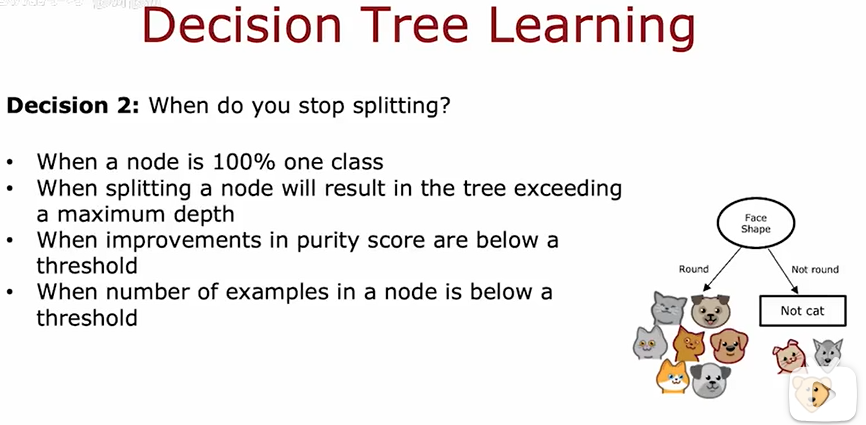 Decision Tree Learning
Decision 2: When do you stop splitting?
• When a node is 100% one class
• When splitting a node will result in the tree exceeding
a maximum depth
• When improvements in purity score are below a
threshold
• When number of examples in a node is below a
threshold
Face
Shape
Round
Not round
Not cat